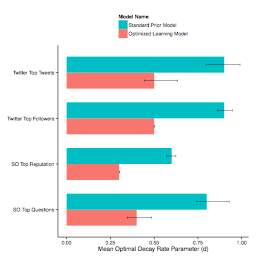 Model Name
Standard Prior Model
Optimized Learning Model
Twitter Top Tweets
Twitter Top Followers
SO Top Reputation
SO Top Questions
0.00 0.25 0.50 0.75 1.00
Mean Optimal Decay Rate Parameter (d)